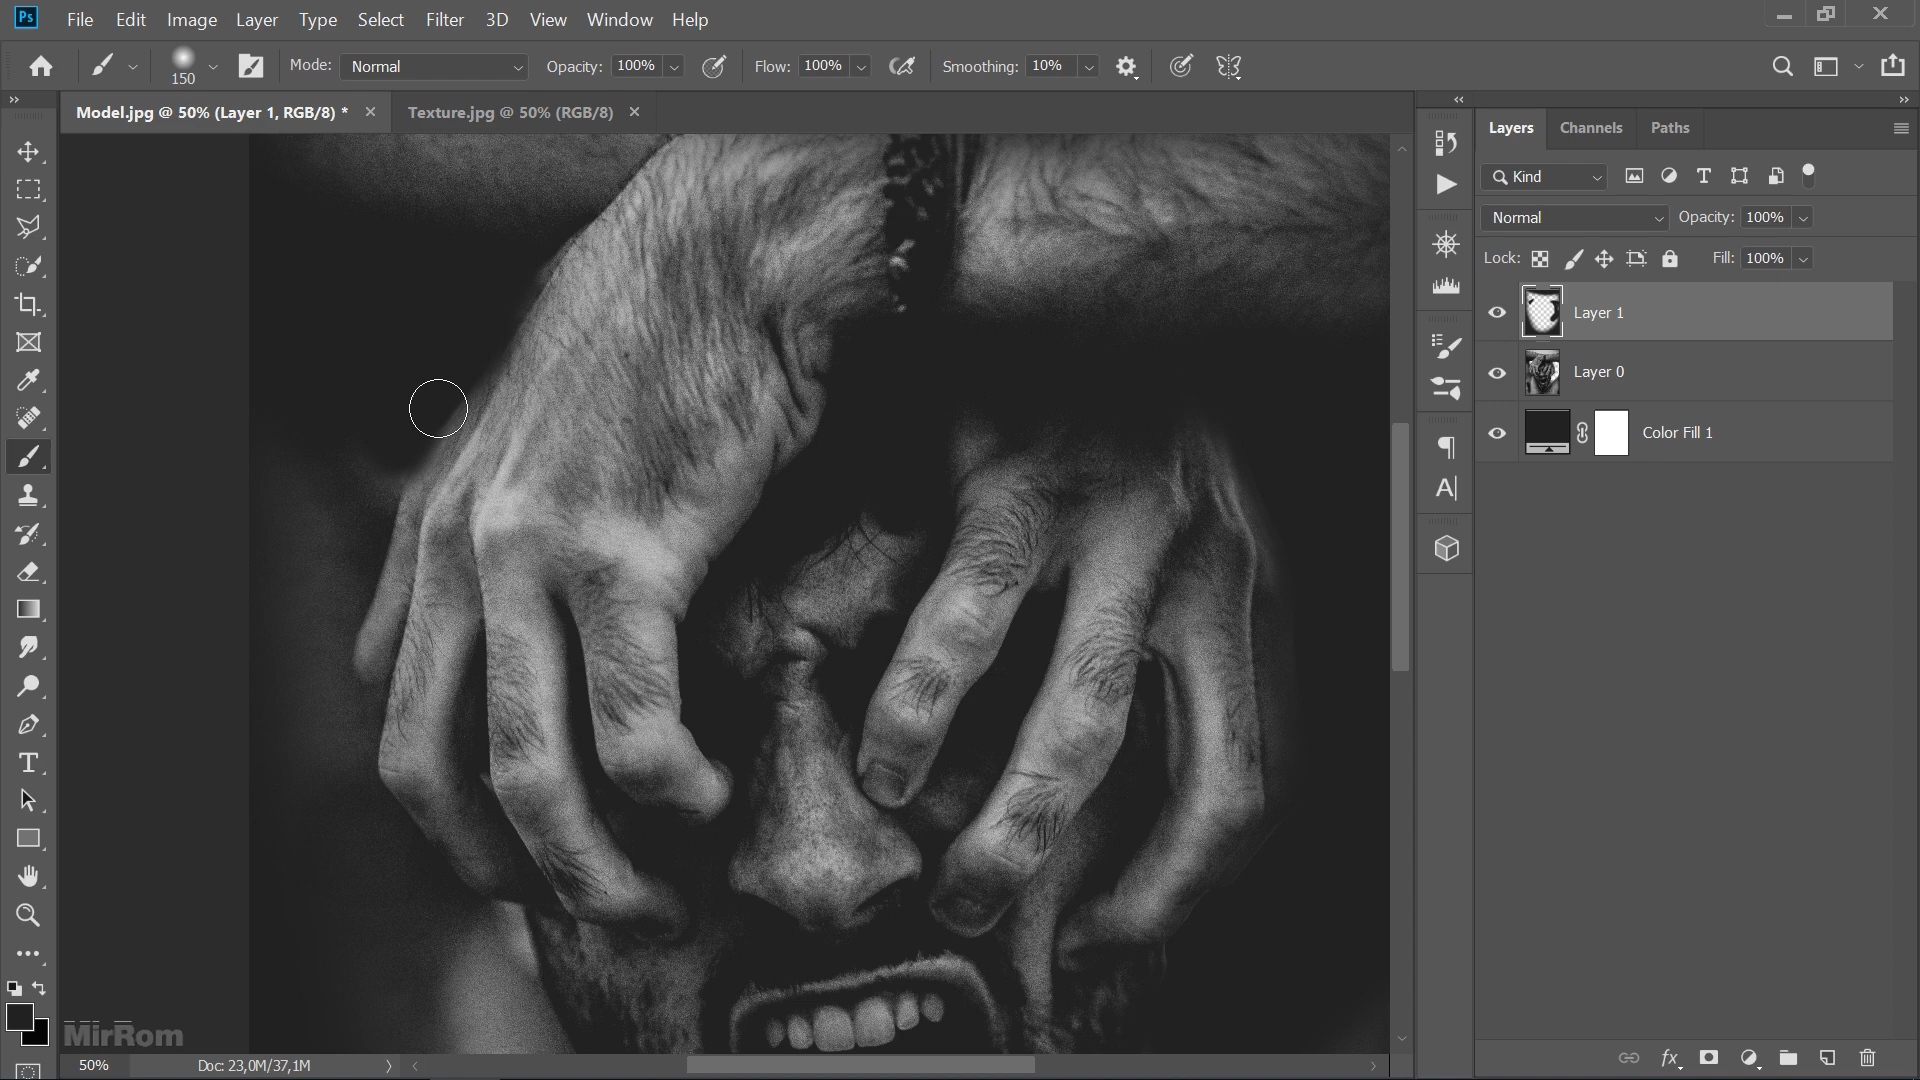 Ps File Edit Image Layer Type Select Filter 3D View Window Help
150 Mode: Normal Opacity: 100% Flow: 100% Smoothing: 10%
Model.jpg @ 50% (Layer 1, RGB/8) * Texture.jpg @ 50% (RGB/8)
Layers Channels Paths
Kind
Normal Opacity: 100%
Lock: Fill: 100%
Layer 1
Layer 0
Color Fill 1
MirRom
50% Doc: 23,0M/37,1M
fx